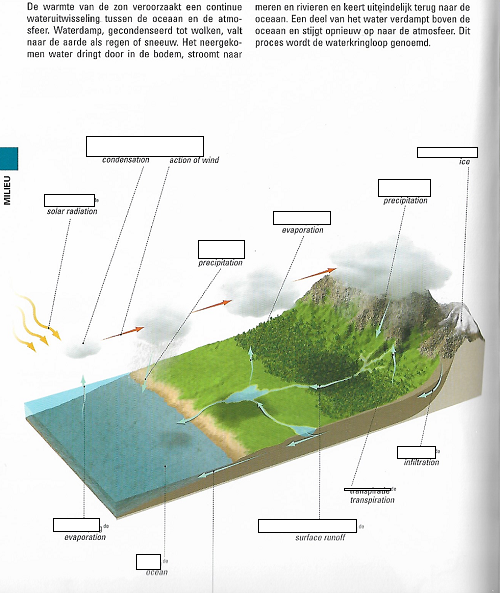 De warmte van de zon veroorzaakt een continue
wateruitwisseling tussen de oceaan en de atmo-
sfeer. Waterdamp, gecondenseerd tot wolken, valt
naar de aarde als regen of sneeuw. Het neergeko-
men water dringt door in de bodem, stroomt naar
meren en rivieren en keert uiteindelijk terug naar de
oceaan. Een deel van het water verdampt boven de
oceaan en stijgt opnieuw op naar de atmosfeer. Dit
proces wordt de waterkringloop genoemd.
MILIEU
condensation
action of wind
ice
solar radiation
de
precipitation
evaporation
precipitation
infiltration
de
transpiration
evaporation
de
surface runoff
de
ocean
de